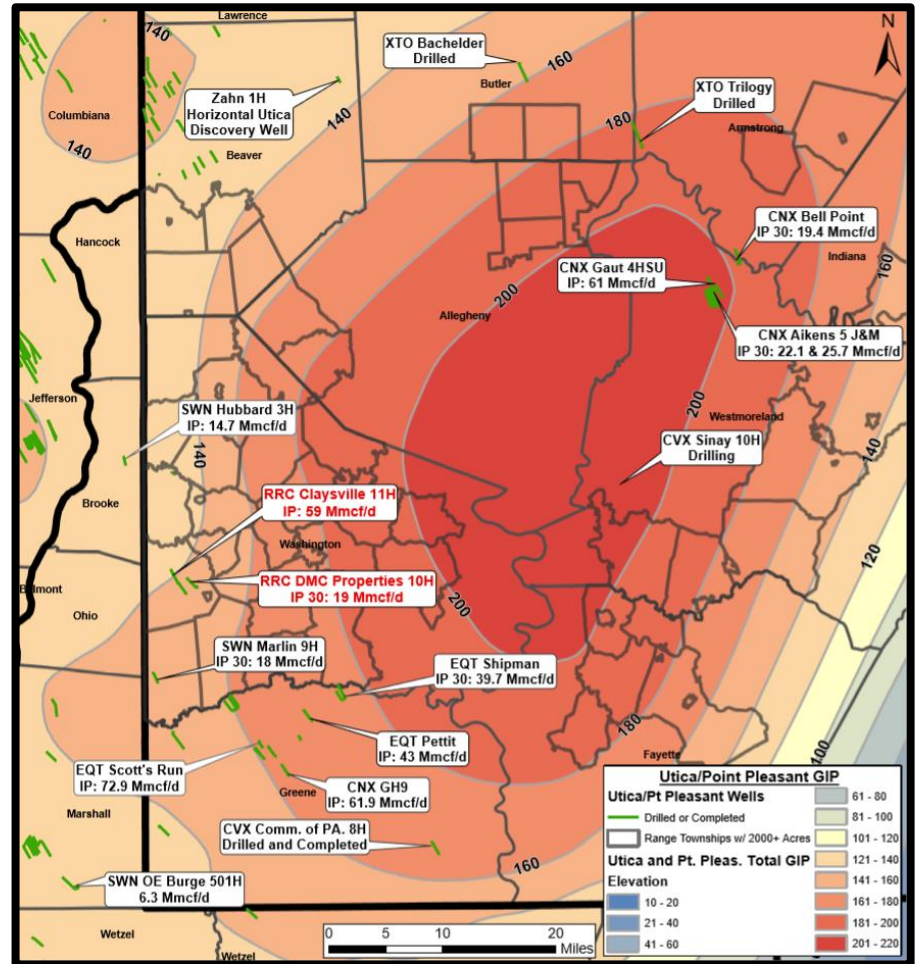 Lawrence
140
140
Columbiana
140
Zahn 1H
Horizontal Utica
Discovery Well
XTO Bachelder
Drilled
Butler
160
140
N
XTO Trilogy
Drilled
180
Armstrong
Beaver
Hancock
CNX Bell Point
IP 30: 19.4 Mmcf/d
Indiana
160
CNX Gaut 4HSU
IP: 61 Mmcf/d
200
Allegheny
CNX Aikens 5 J&M
IP 30: 22.1 & 25.7 Mmcf/d
Jefferson
SWN Hubbard 3H
IP: 14.7 Mmcf/d
200
Westmoreland
140
140
CVX Sinay 10H
Drilling
Brooke
RRC Claysville 11H
IP: 59 Mmcf/d
Washington
120
RRC DMC Properties 10H
IP 30: 19 Mmcf/d
Belmont
Ohio
200
SWN Marlin 9H
IP 30: 18 Mmcf/d
EQT Shipman
IP 30: 39.7 Mmcf/d
EQT Pettit
IP: 43 Mmcf/d
180
Fayette
100
EQT Scott's Run
IP: 72.9 Mmcf/d
Greene
CNX GH9
IP: 61.9 Mmcf/d
Marshall
CVX Comm. of PA. 8H
Drilled and Completed
160
SWN OE Burge 501H
6.3 Mmcf/d
Wetzel
Wetzel
0 5 10 20
Miles
Utica/Point Pleasant GIP
Utica/Pt Pleasant Wells
Drilled or Completed
Range Townships w/ 2000+ Acres
Utica and Pt. Pleas. Total GIP
Elevation
10 - 20
21 - 40
41 - 60
61 - 80
81 - 100
101 - 120
121 - 140
141 - 160
161 - 180
181 - 200
201 - 220